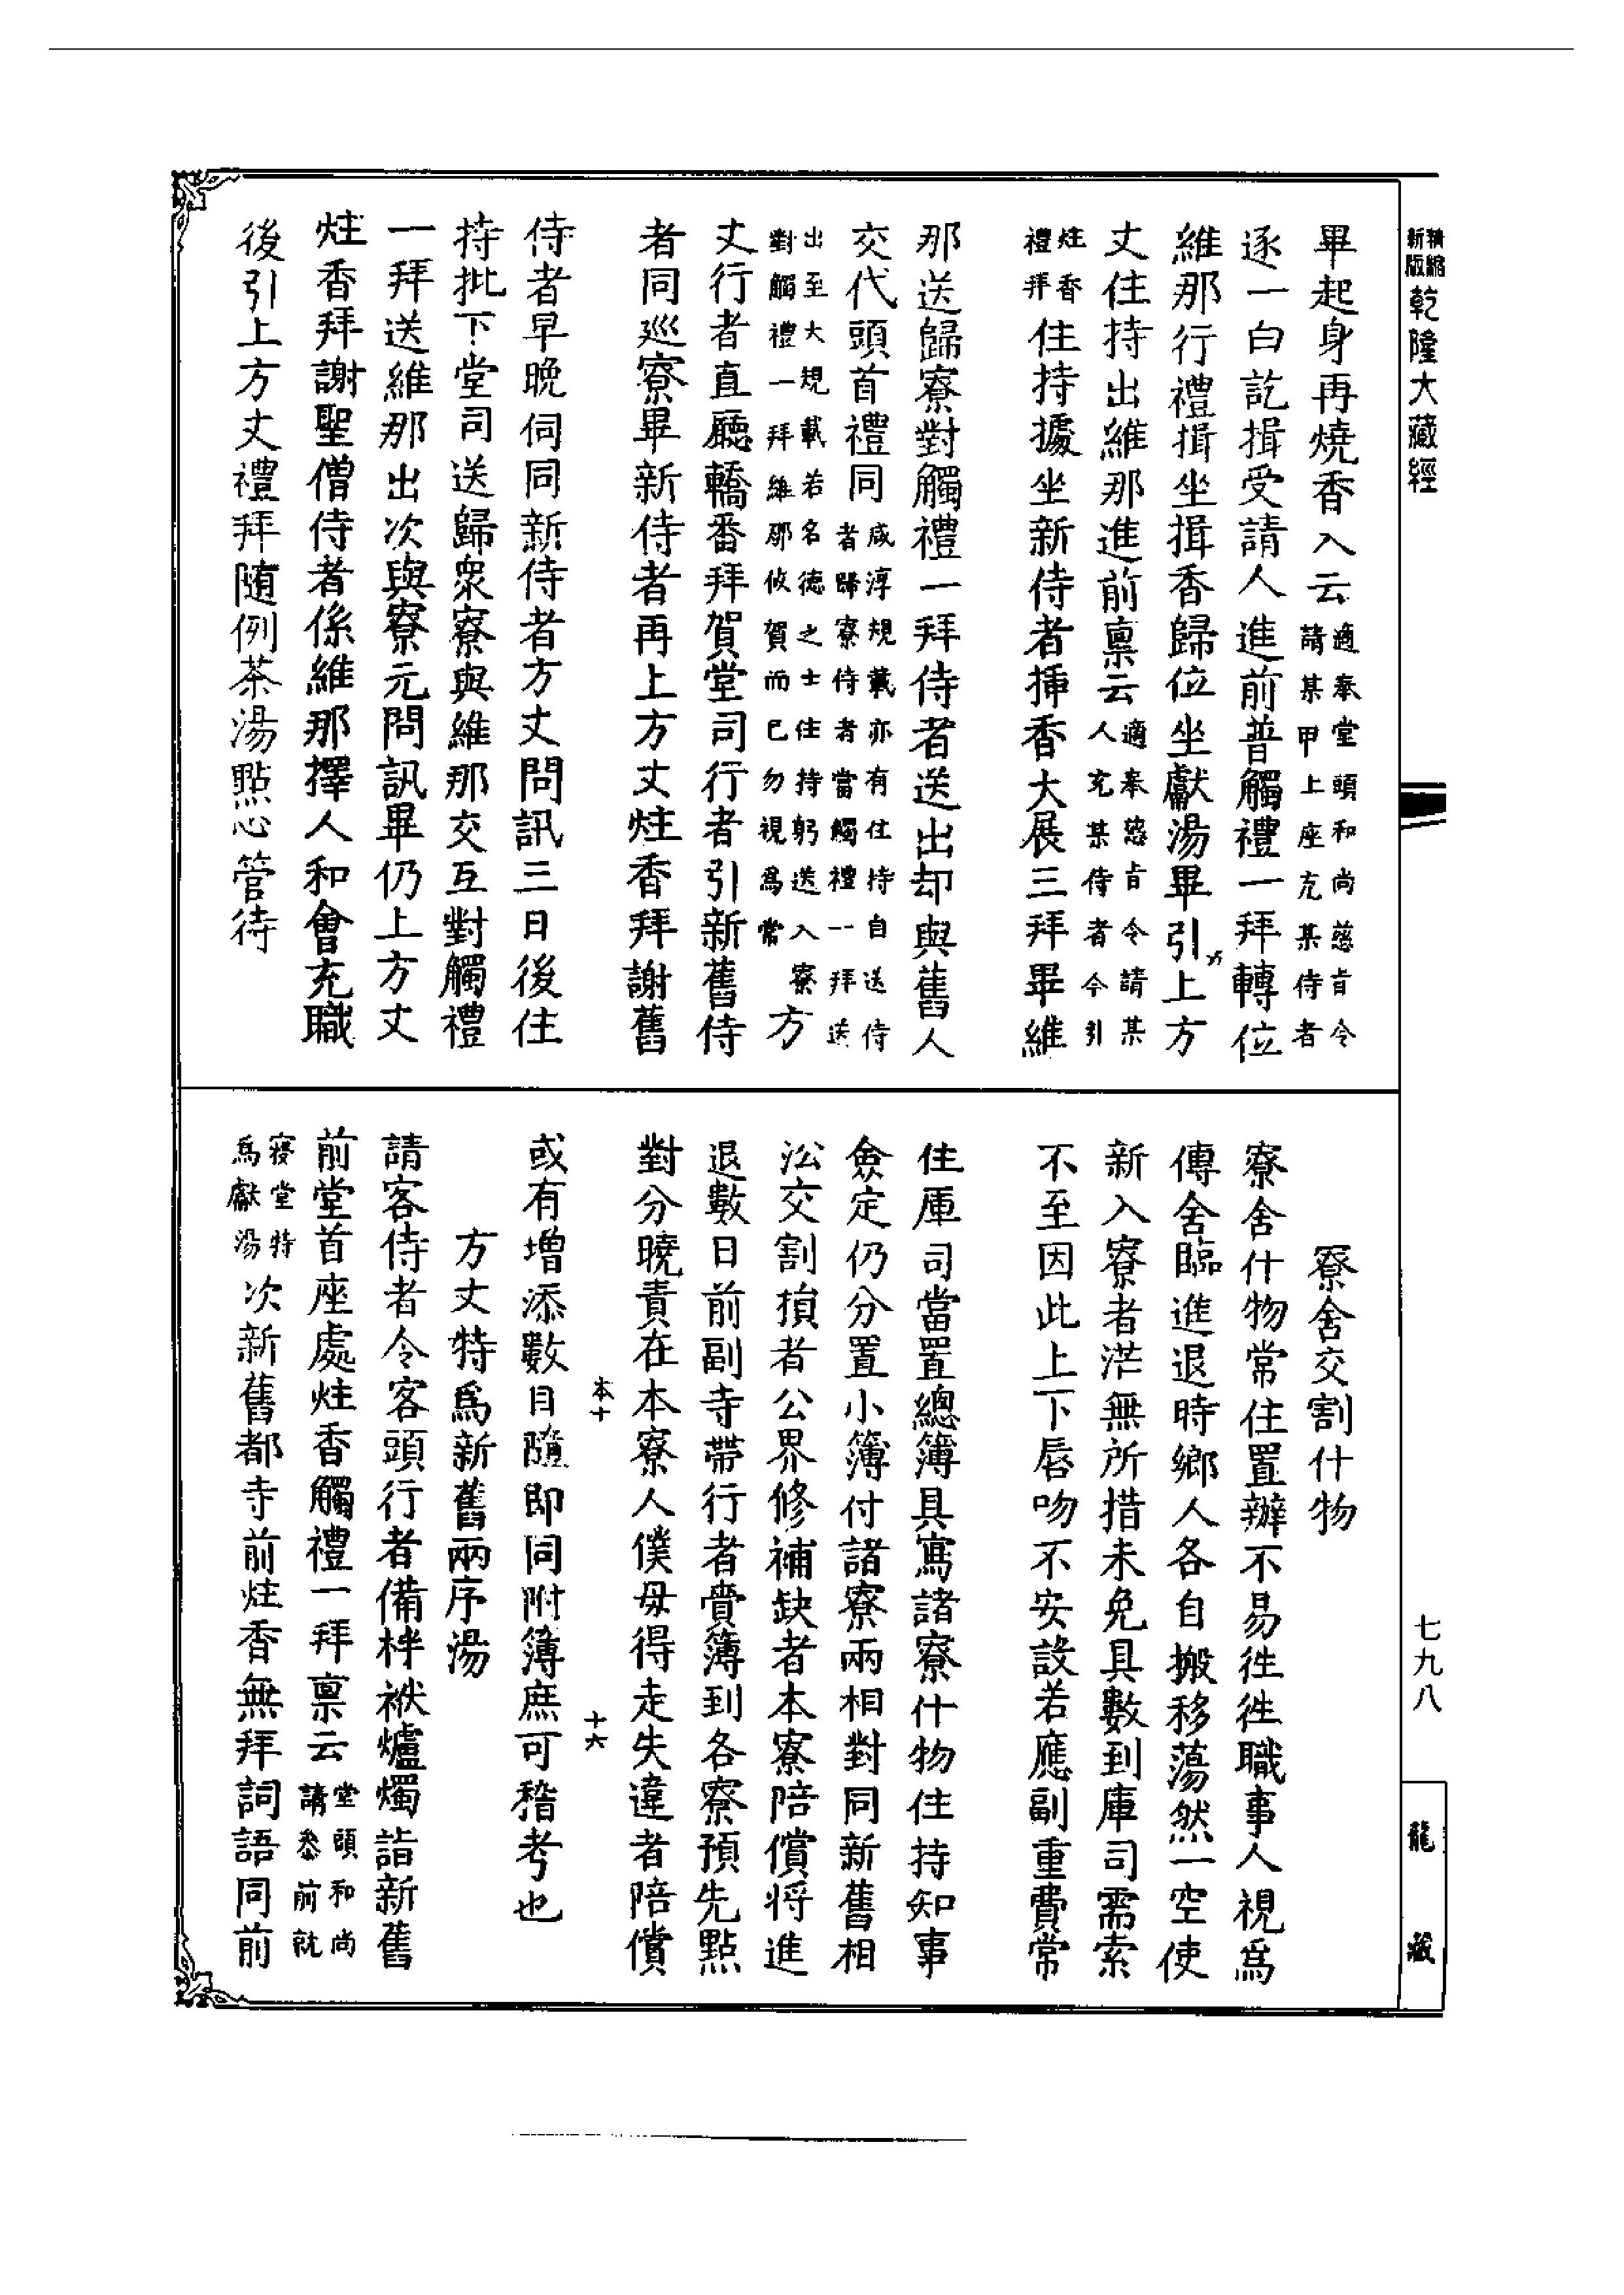 新版精縮乾隆大藏經
七九八
龍藏
畢起身再燒香入云適奉堂頭和尚慈旨令請某甲上座充某侍者
逐一白訖揖受請人進前普觸禮一拜轉位
維那行禮揖坐揖香歸位坐獻湯畢引上方
丈住持出維那進前禀云適奉慈旨令請某人充某侍者今引
炷香禮拜住持據坐新侍者揷香大展三拜畢維
那送歸寮對觸禮一拜侍者送出却與舊人
交代頭首禮同咸淳規載亦有住持自送侍者歸寮侍者當觸禮一拜送
出至大規載若名德之士住持躬送入寮對觸禮一拜維那攸賀而已勿視爲常方
丈行者直廳轎番拜賀堂司行者引新舊侍
者同巡寮畢新侍者再上方丈炷香拜謝舊
侍者早晚伺同新侍者方丈問訊三日後住
持批下堂司送歸衆寮與維那交互對觸禮
一拜送維那出次與寮元問訊畢仍上方丈
炷香拜謝聖僧侍者係維那擇人和會充職
後引上方丈禮拜隨例茶湯㸃心管待
寮舍交割什物
寮舍什物常住置辦不易徃徃職事人視爲
傳舍臨進退時鄉人各自搬移蕩然一空使
新入寮者茫無所措未免具數到庫司需索
不至因此上下唇吻不安設若應副重費常
住庫司當置總簿具寫諸寮什物住持知事
僉定仍分置小簿付諸寮兩相對同新舊相
㳂交割損者公界修補缺者本寮陪償將進
退數日前副寺帶行者賫簿到各寮預先點
對分曉責在本寮人僕毋得走失違者陪償
本十
十六
或有增添數目隨即同附簿庶可稽考也
方丈特爲新舊兩序湯
請客侍者令客頭行者備柈袱爐燭詣新舊
前堂首座處炷香觸禮一拜禀云堂頭和尚請叅前就
寢堂特爲獻湯次新舊都寺前炷香無拜詞語同前